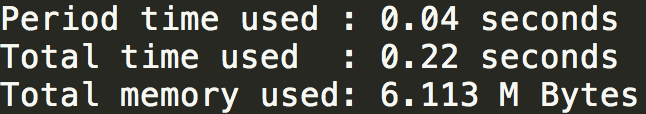 Period time used : 0.04 seconds
Total time used  : 0.22 seconds
Total memory used: 6.113 M Bytes